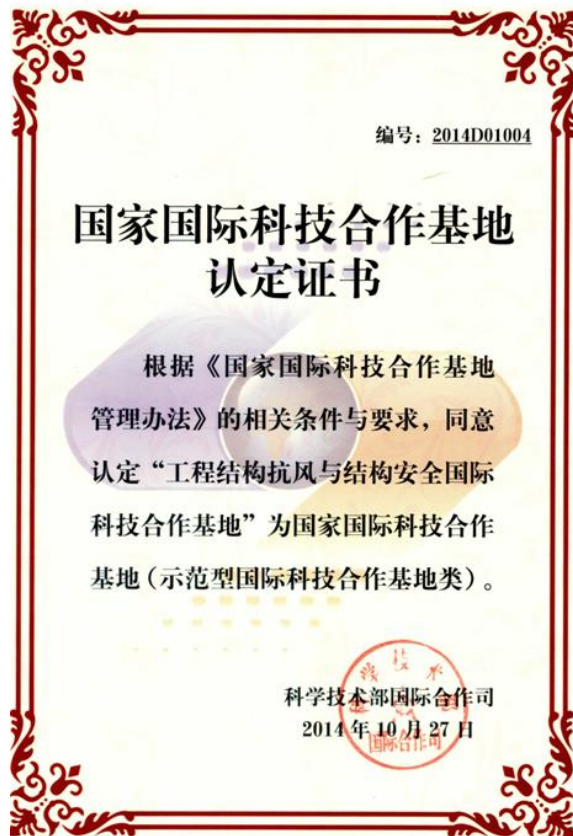 编号：2014D01004
国家国际科技合作基地
认定证书
根据《国家国际科技合作基地
管理办法》的相关条件与要求，同意
认定“工程结构抗风与结构安全国际
科技合作基地”为国家国际科技合作
基地（示范型国际科技合作基地类）。
科学技术部国际合作司
2014年10月27日
国际合作司